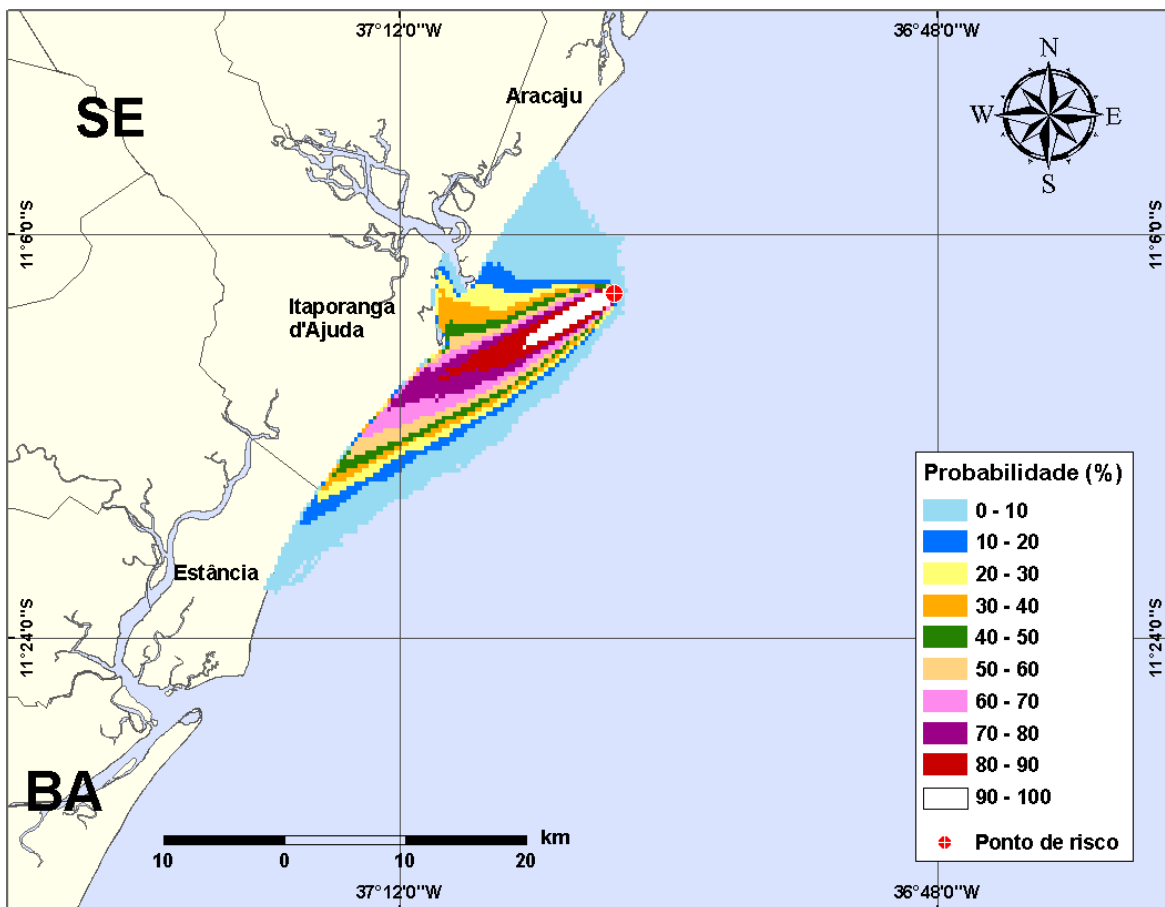 37°12'0"W
36°48'0"W
N
W
E
S
SE
Aracaju
11°6'0"S
11°6'0"S
Itaporanga
d'Ajuda
Probabilidade (%)
0 - 10
10 - 20
20 - 30
30 - 40
40 - 50
50 - 60
60 - 70
70 - 80
80 - 90
90 - 100
Ponto de risco
Estância
11°24'0"S
11°24'0"S
BA
km
10
0
10
20
37°12'0"W
36°48'0"W